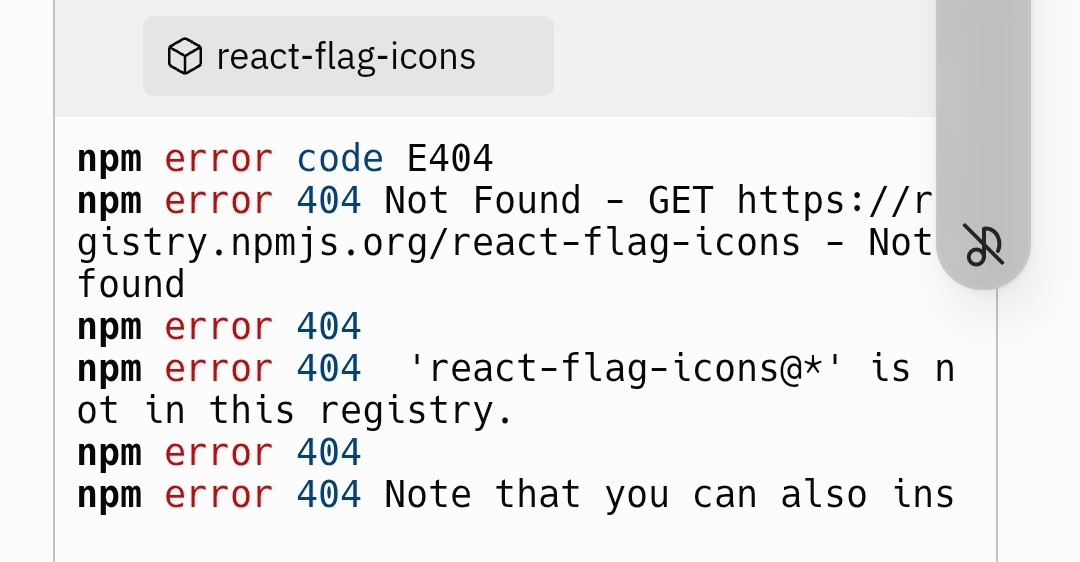 react-flag-icons
npm error code E404
npm error 404 Not Found - GET https://r
gistry.npmjs.org/react-flag-icons - Not
found
npm error 404
npm error 404  'react-flag-icons@*' is n
ot in this registry.
npm error 404
npm error 404 Note that you can also ins